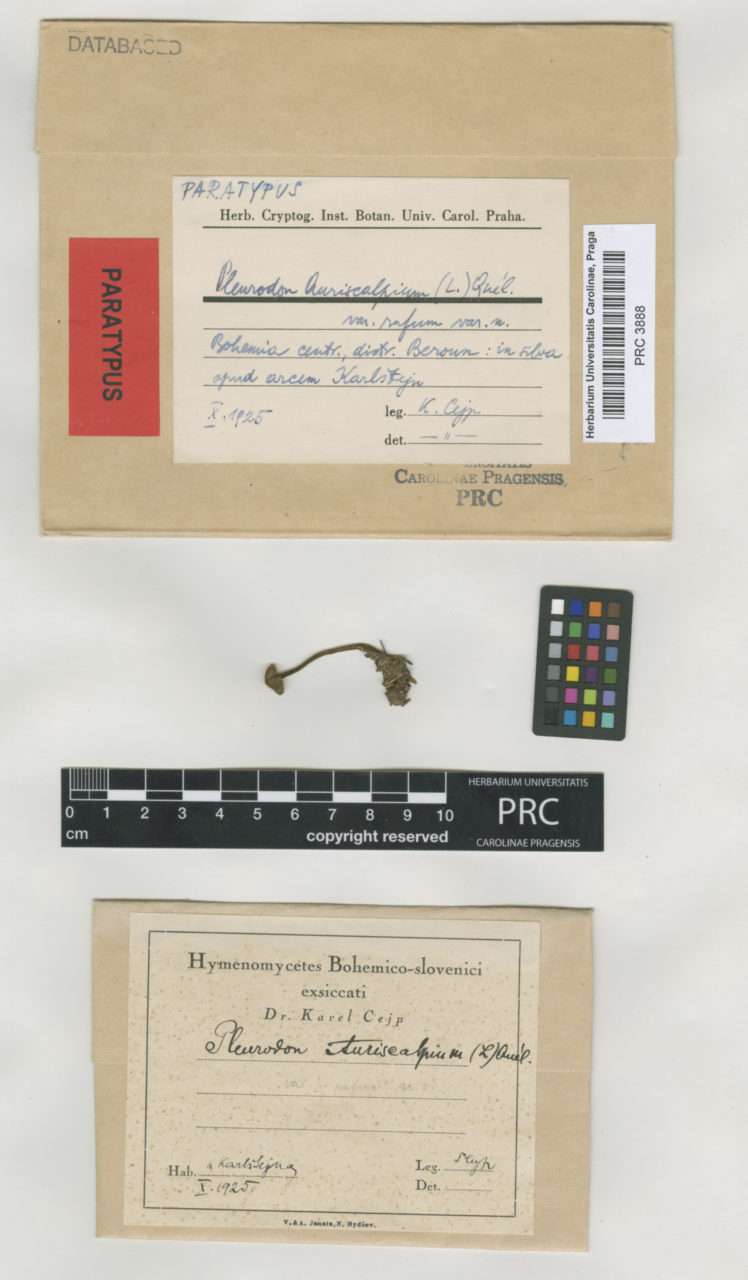 DATABASED
PARATYPUS
Herb. Cryptog. Inst. Botan. Univ. Carol. Praha.
Pleurodon Auriscalpium (L.) Quél.
var. rufum var. n.
Bohemia centr., distr. Beroun: in silva
apud arcem Karlštejn
X. 1925
leg. K. Cejp
det. — " —
PARATYPUS
Herbarium Universitatis Carolinae, Praga
PRC 3888
CAROLINAE PRAGENSIS,
PRC
0 1 2 3 4 5 6 7 8 9 10
cm
copyright reserved
HERBARIUM UNIVERSITATIS
PRC
CAROLINAE PRAGENSIS
Hymenomycetes Bohemico-slovenici
exsiccati
Dr. Karel Cejp
Pleurodon Auriscalpium (L) Quél.
Hab. u Karlštejna
X. 1925.
Leg.
Det.
V. & A. Janata, N. Bydžov.